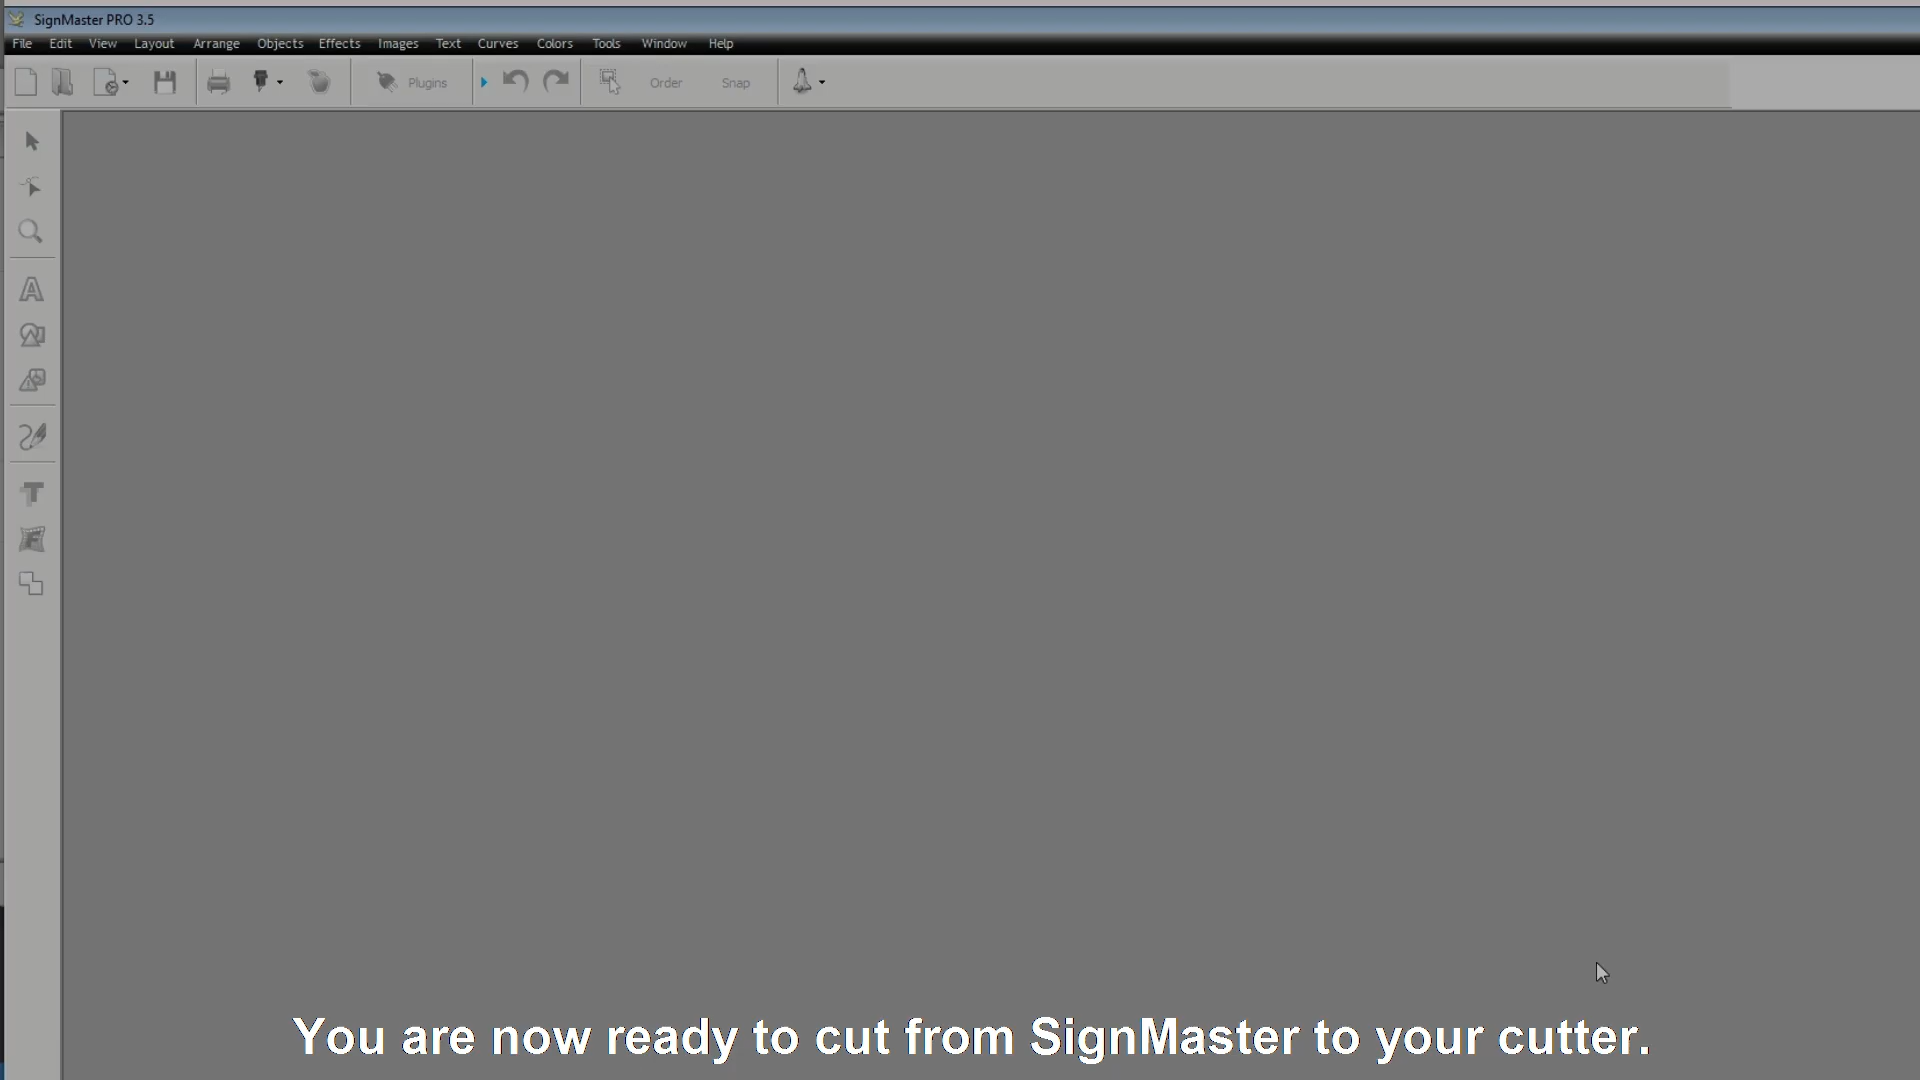 SignMaster PRO 3.5
File Edit View Layout Arrange Objects Effects Images Text Curves Colors Tools Window Help
Plugins Order Snap
You are now ready to cut from SignMaster to your cutter.